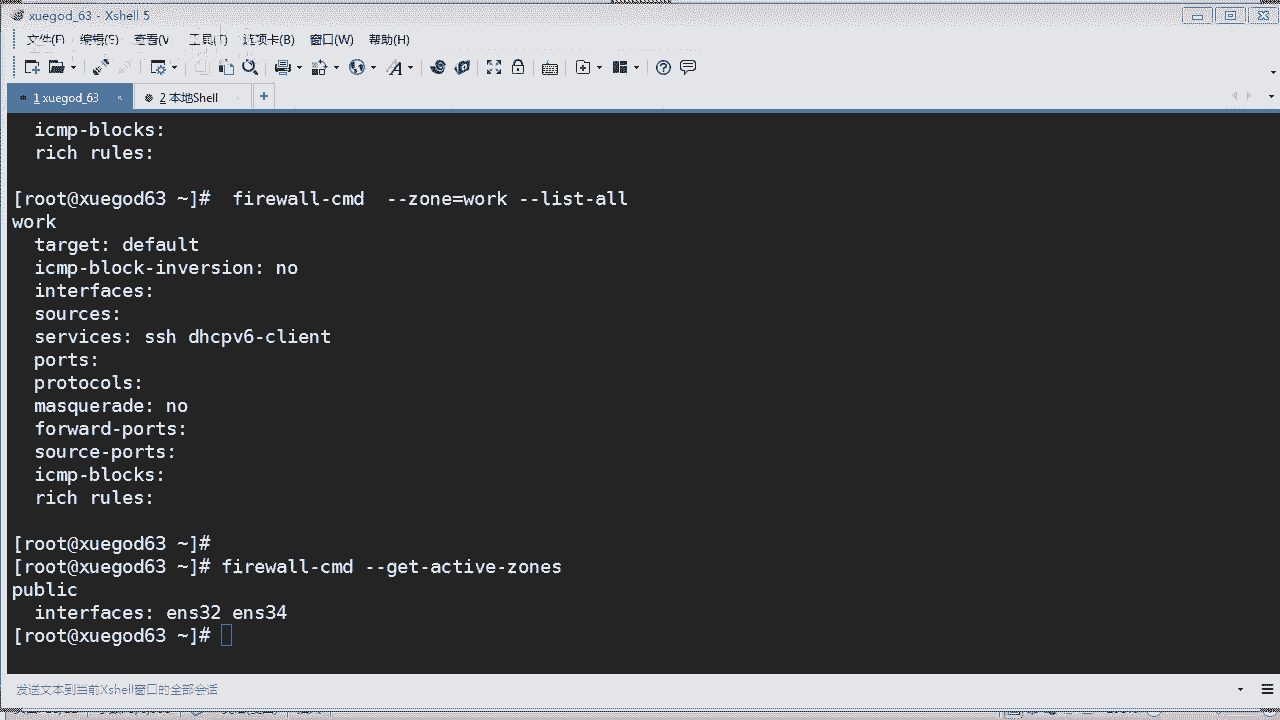 xuegod_63 - Xshell 5
文件(F) 编辑(E) 查看(V) 工具(T) 选项卡(B) 窗口(W) 帮助(H)
1 xuegod_63 × 2 本地Shell +
icmp-blocks:
rich rules:
[root@xuegod63 ~]#  firewall-cmd  --zone=work --list-all
work
target: default
icmp-block-inversion: no
interfaces:
sources:
services: ssh dhcpv6-client
ports:
protocols:
masquerade: no
forward-ports:
source-ports:
icmp-blocks:
rich rules:
[root@xuegod63 ~]#
[root@xuegod63 ~]# firewall-cmd --get-active-zones
public
interfaces: ens32 ens34
[root@xuegod63 ~]#
发送文本到当前Xshell窗口的全部会话